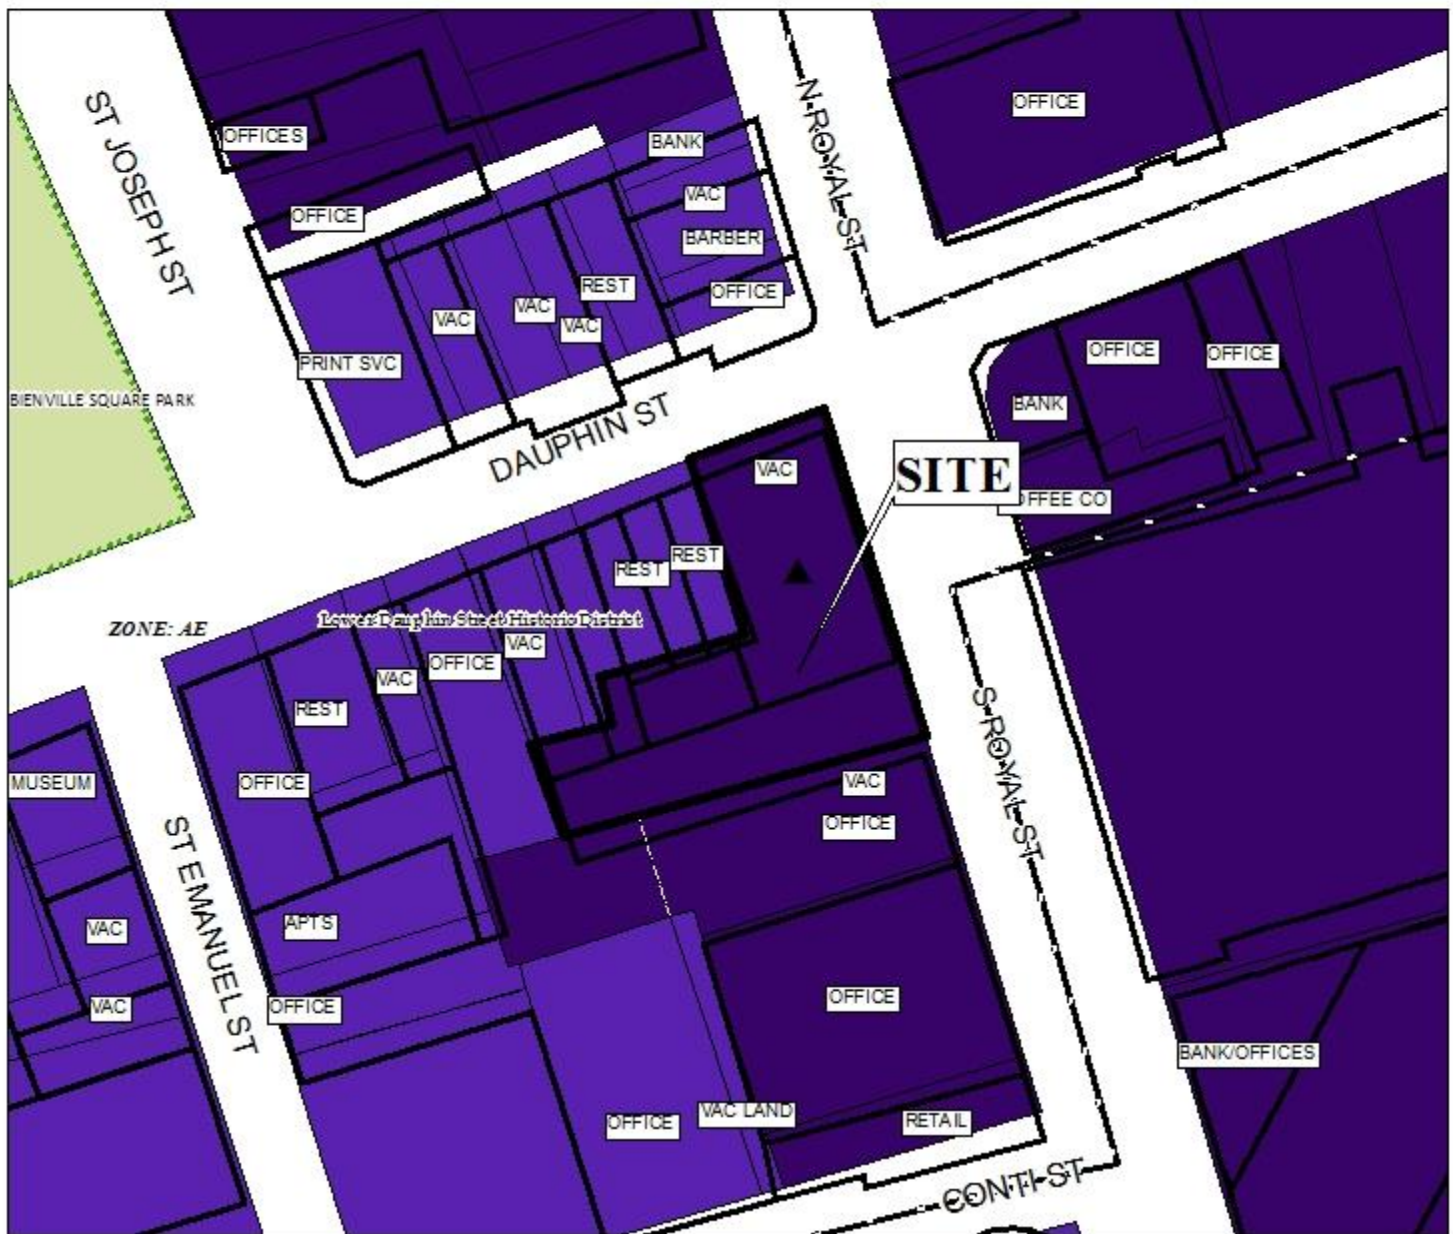 OFFICE
OFFICES
BANK
ST JOSEPH ST
N ROYAL ST
VAC
OFFICE
BARBER
REST
OFFICE
VAC
VAC
VAC
PRINT SVC
OFFICE
OFFICE
BIENVILLE SQUARE PARK
BANK
DAUPHIN ST
VAC
SITE
OFFEE CO
REST
REST
Lower Dauphin Street Historic District
ZONE: AE
VAC
OFFICE
VAC
REST
S ROYAL ST
MUSEUM
OFFICE
VAC
OFFICE
ST EMANUEL ST
APTS
VAC
OFFICE
VAC
OFFICE
BANK/OFFICES
VAC LAND
OFFICE
RETAIL
CONTI ST